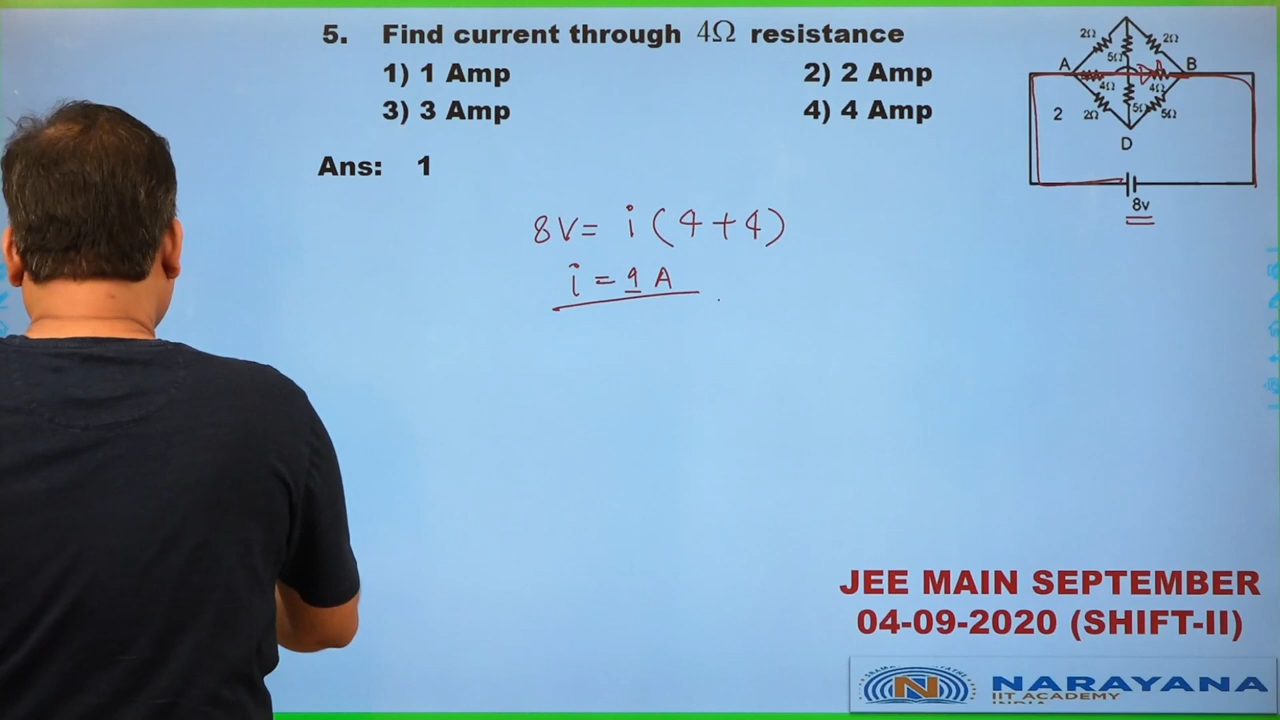 5. Find current through 4Ω resistance
1) 1 Amp 2) 2 Amp
3) 3 Amp 4) 4 Amp
Ans: 1
8V = i (4+4)
i = 1 A
2Ω 2Ω
5Ω
A B
4Ω 4Ω
2 2Ω 5Ω 5Ω
D
8v
JEE MAIN SEPTEMBER
04-09-2020 (SHIFT-II)
N NARAYANA
IIT ACADEMY
INDIA